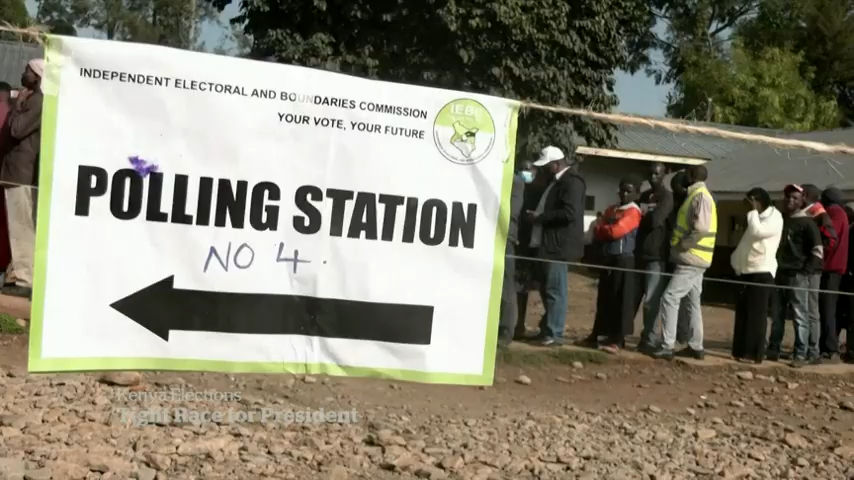 INDEPENDENT ELECTORAL AND BOUNDARIES COMMISSION
YOUR VOTE, YOUR FUTURE
IEBC
POLLING STATION
NO 4.
Kenya Elections
Tight Race for President